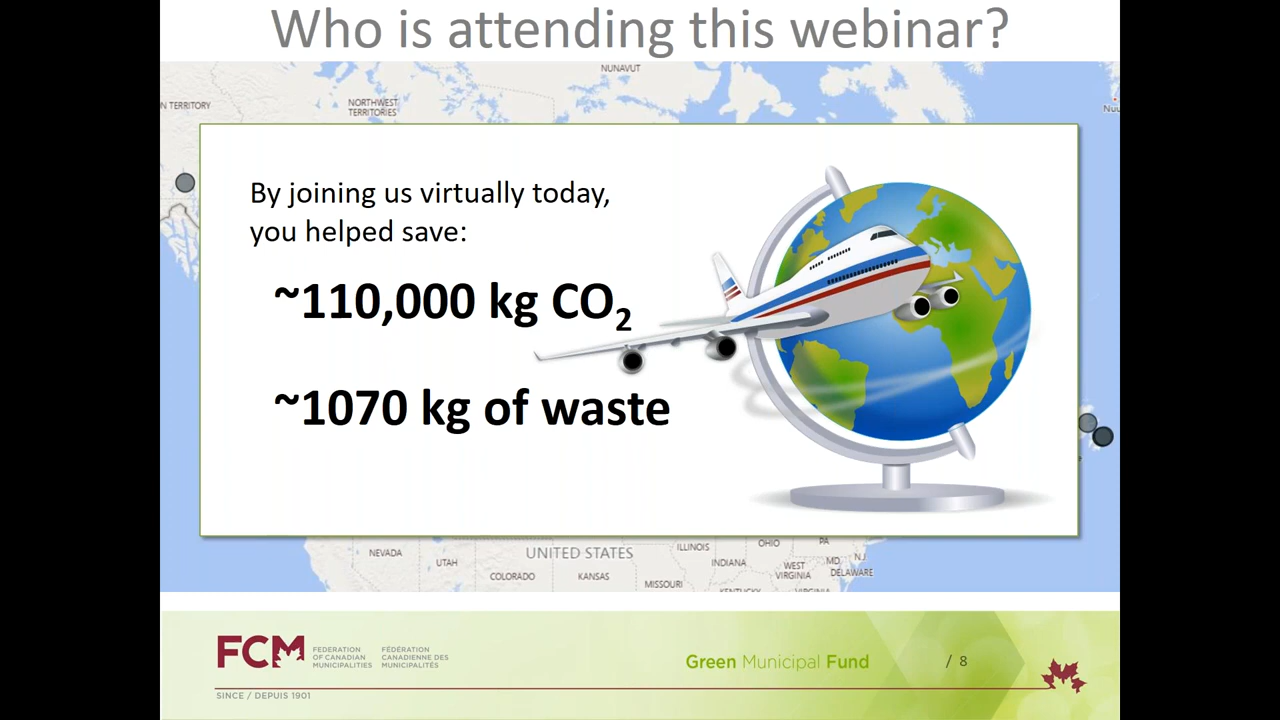 Who is attending this webinar?
NUNAVUT
N TERRITORY
NORTHWEST
TERRITORIES
Nuu
By joining us virtually today,
you helped save:
~110,000 kg CO₂
~1070 kg of waste
NEVADA
UTAH
COLORADO
UNITED STATES
KANSAS
MISSOURI
ILLINOIS
INDIANA
OHIO
WEST
VIRGINIA
PA
MD
NJ
DELAWARE
KENTUCKY
VIRGINIA
FCM
FEDERATION
OF CANADIAN
MUNICIPALITIES
FÉDÉRATION
CANADIENNE DES
MUNICIPALITÉS
SINCE / DEPUIS 1901
Green Municipal Fund
/ 8